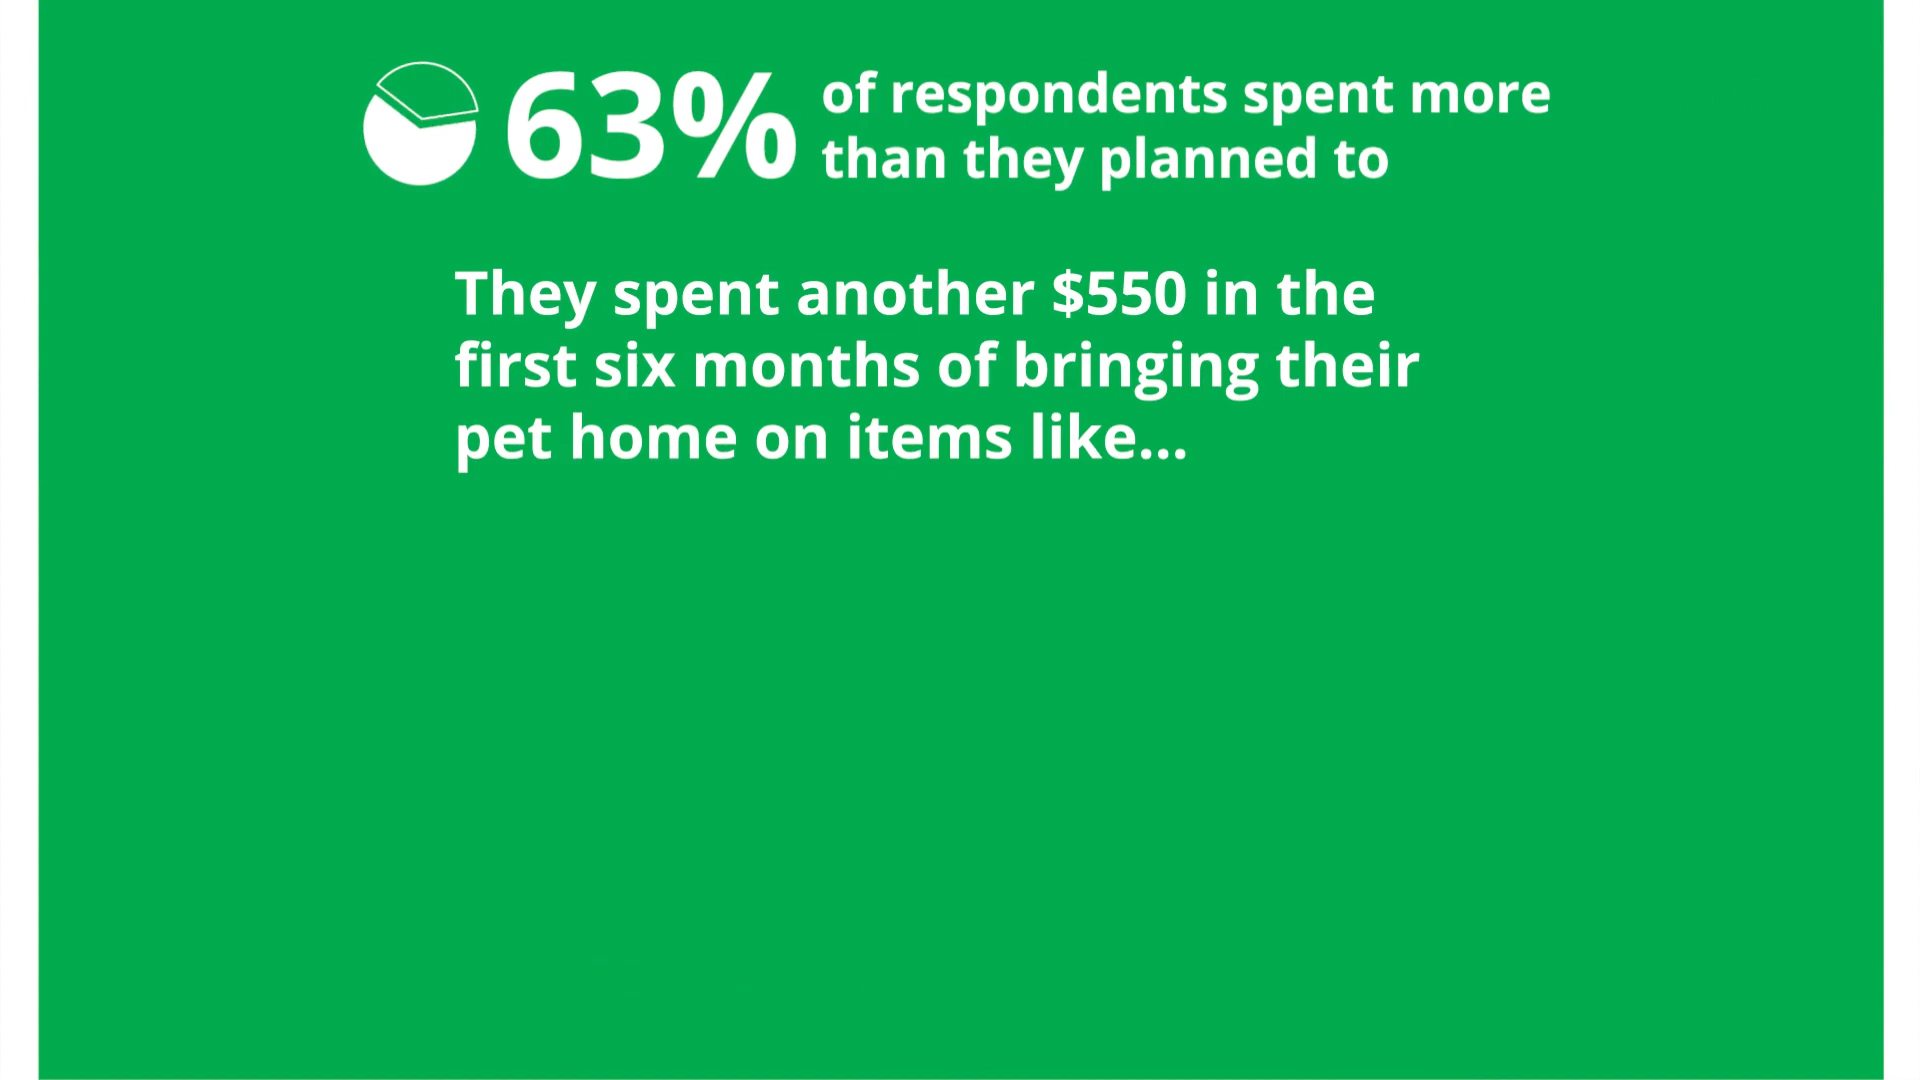 63%
of respondents spent more
than they planned to
They spent another $550 in the
first six months of bringing their
pet home on items like...